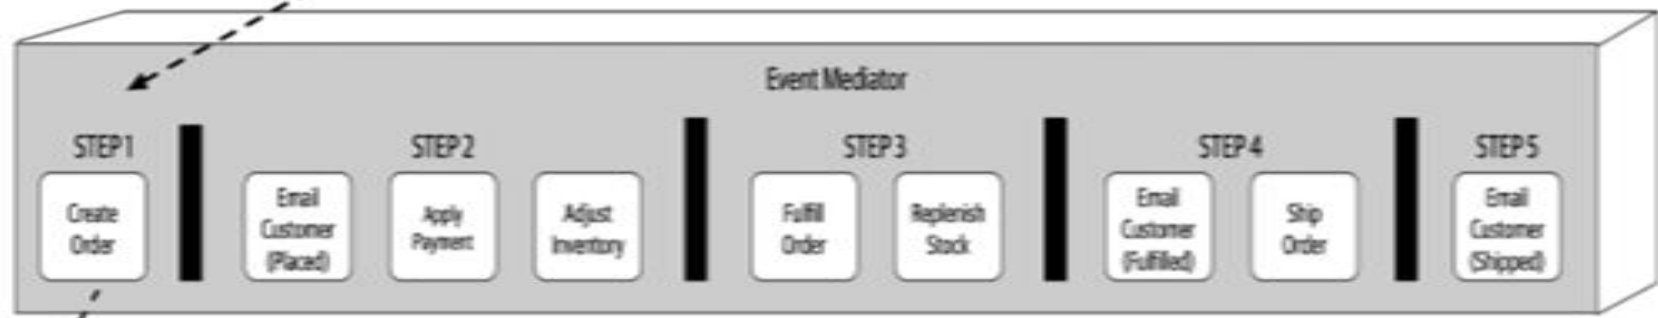 Event Mediator
STEP 1
STEP 2
STEP 3
STEP 4
STEP 5
Create
Order
Email
Customer
(Placed)
Apply
Payment
Adjust
Inventory
Fulfill
Order
Replenish
Stock
Email
Customer
(Fulfilled)
Ship
Order
Email
Customer
(Shipped)